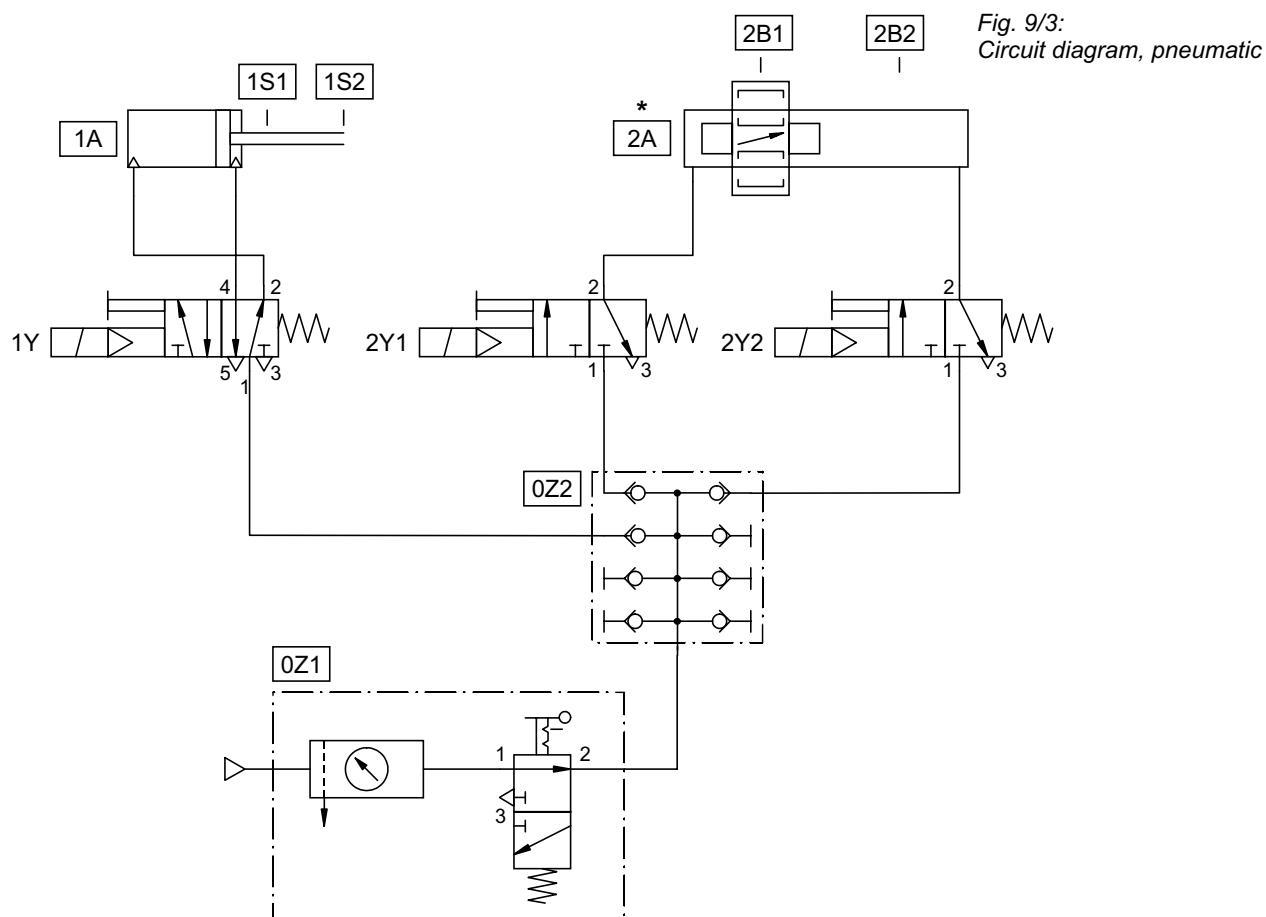 Fig. 9/3:
Circuit diagram, pneumatic
2B1
2B2
1S1
1S2
*
1A
2A
4
2
2
2
1Y
2Y1
2Y2
5
1
3
1
3
1
3
0Z2
0Z1
1
2
3